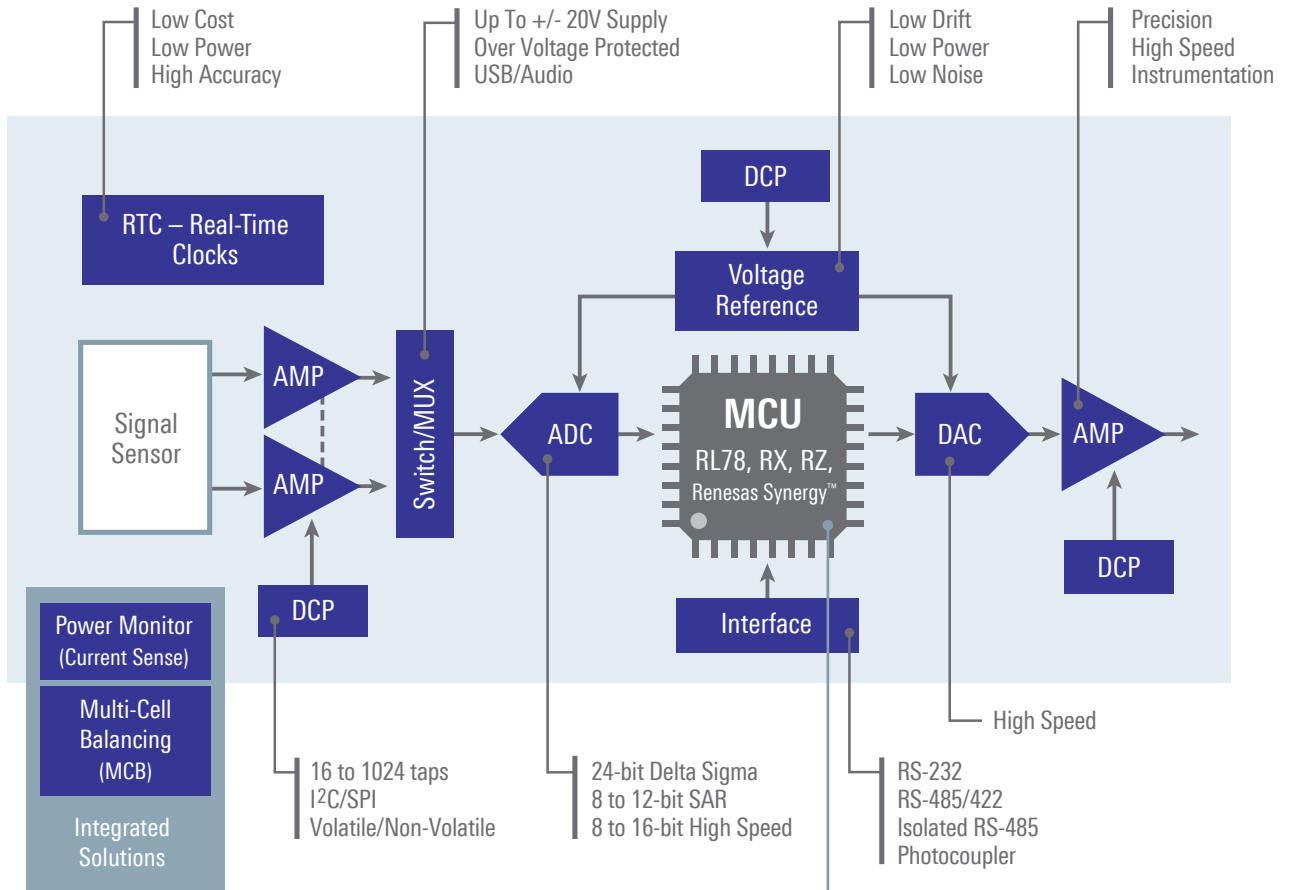 Low Cost
Low Power
High Accuracy
Up To +/- 20V Supply
Over Voltage Protected
USB/Audio
Low Drift
Low Power
Low Noise
Precision
High Speed
Instrumentation
RTC – Real-Time
Clocks
DCP
Voltage
Reference
Signal
Sensor
AMP
AMP
Switch/MUX
ADC
MCU
RL78, RX, RZ,
Renesas Synergy™
DAC
AMP
DCP
DCP
Interface
Power Monitor
(Current Sense)
Multi-Cell
Balancing
(MCB)
Integrated
Solutions
16 to 1024 taps
I²C/SPI
Volatile/Non-Volatile
24-bit Delta Sigma
8 to 12-bit SAR
8 to 16-bit High Speed
High Speed
RS-232
RS-485/422
Isolated RS-485
Photocoupler